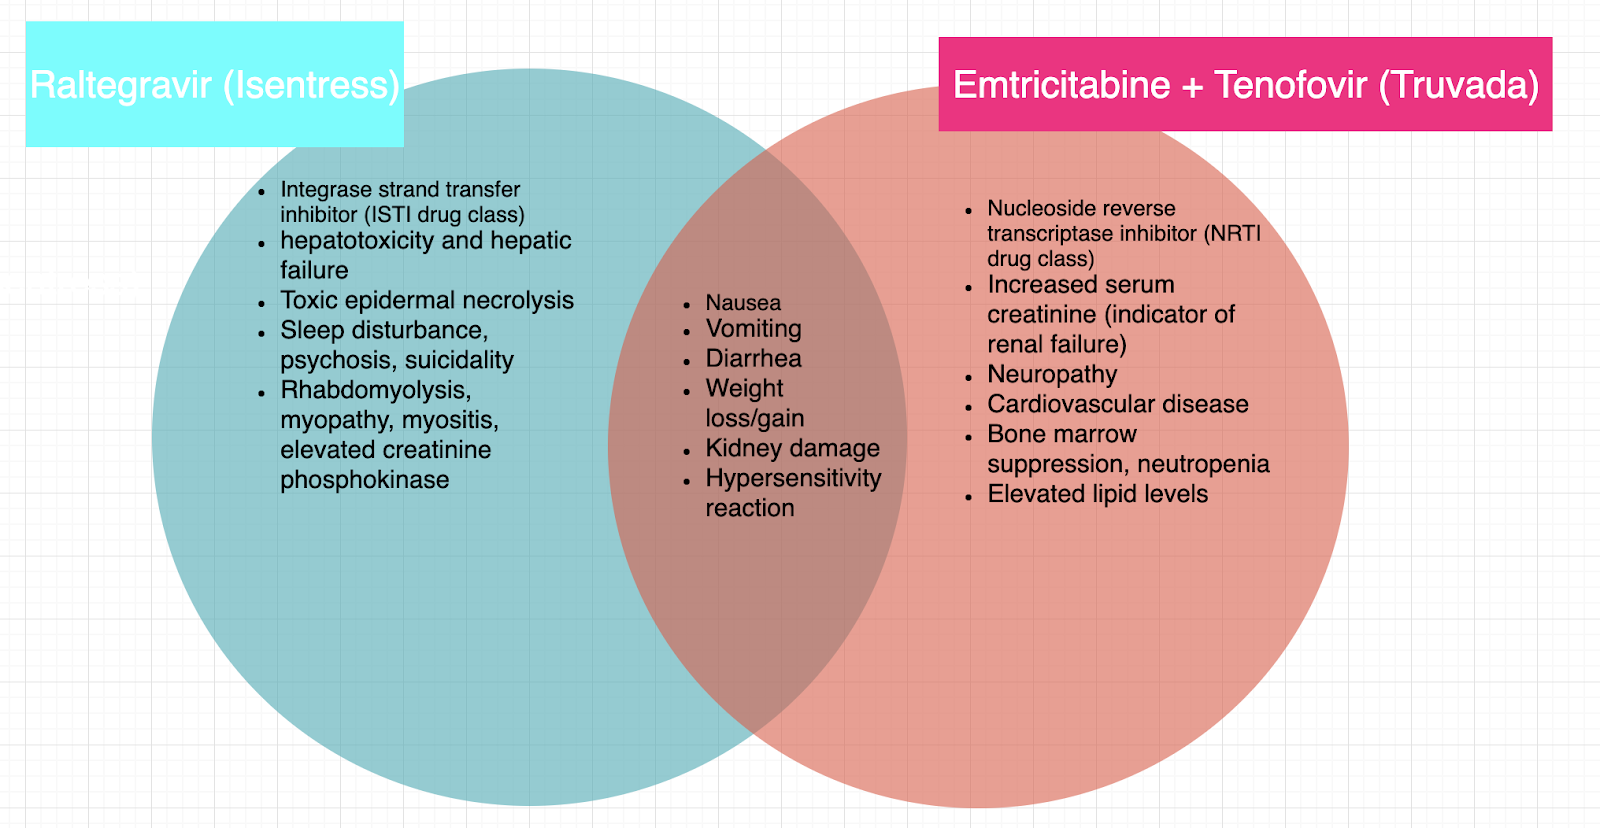 Raltegravir (Isentress)
Emtricitabine + Tenofovir (Truvada)
• Integrase strand transfer
inhibitor (ISTI drug class)
• hepatotoxicity and hepatic
failure
• Toxic epidermal necrolysis
• Sleep disturbance,
psychosis, suicidality
• Rhabdomyolysis,
myopathy, myositis,
elevated creatinine
phosphokinase
• Nausea
• Vomiting
• Diarrhea
• Weight
loss/gain
• Kidney damage
• Hypersensitivity
reaction
• Nucleoside reverse
transcriptase inhibitor (NRTI
drug class)
• Increased serum
creatinine (indicator of
renal failure)
• Neuropathy
• Cardiovascular disease
• Bone marrow
suppression, neutropenia
• Elevated lipid levels